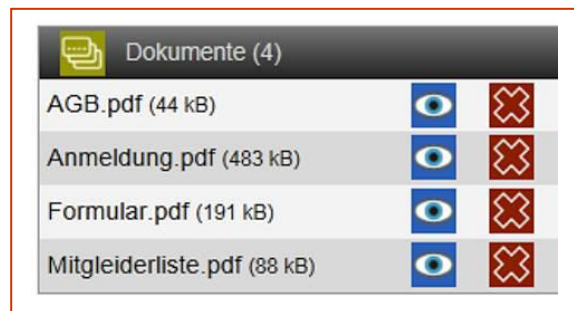 Dokumente (4)
AGB.pdf (44 kB)
Anmeldung.pdf (483 kB)
Formular.pdf (191 kB)
Mitgleiderliste.pdf (88 kB)